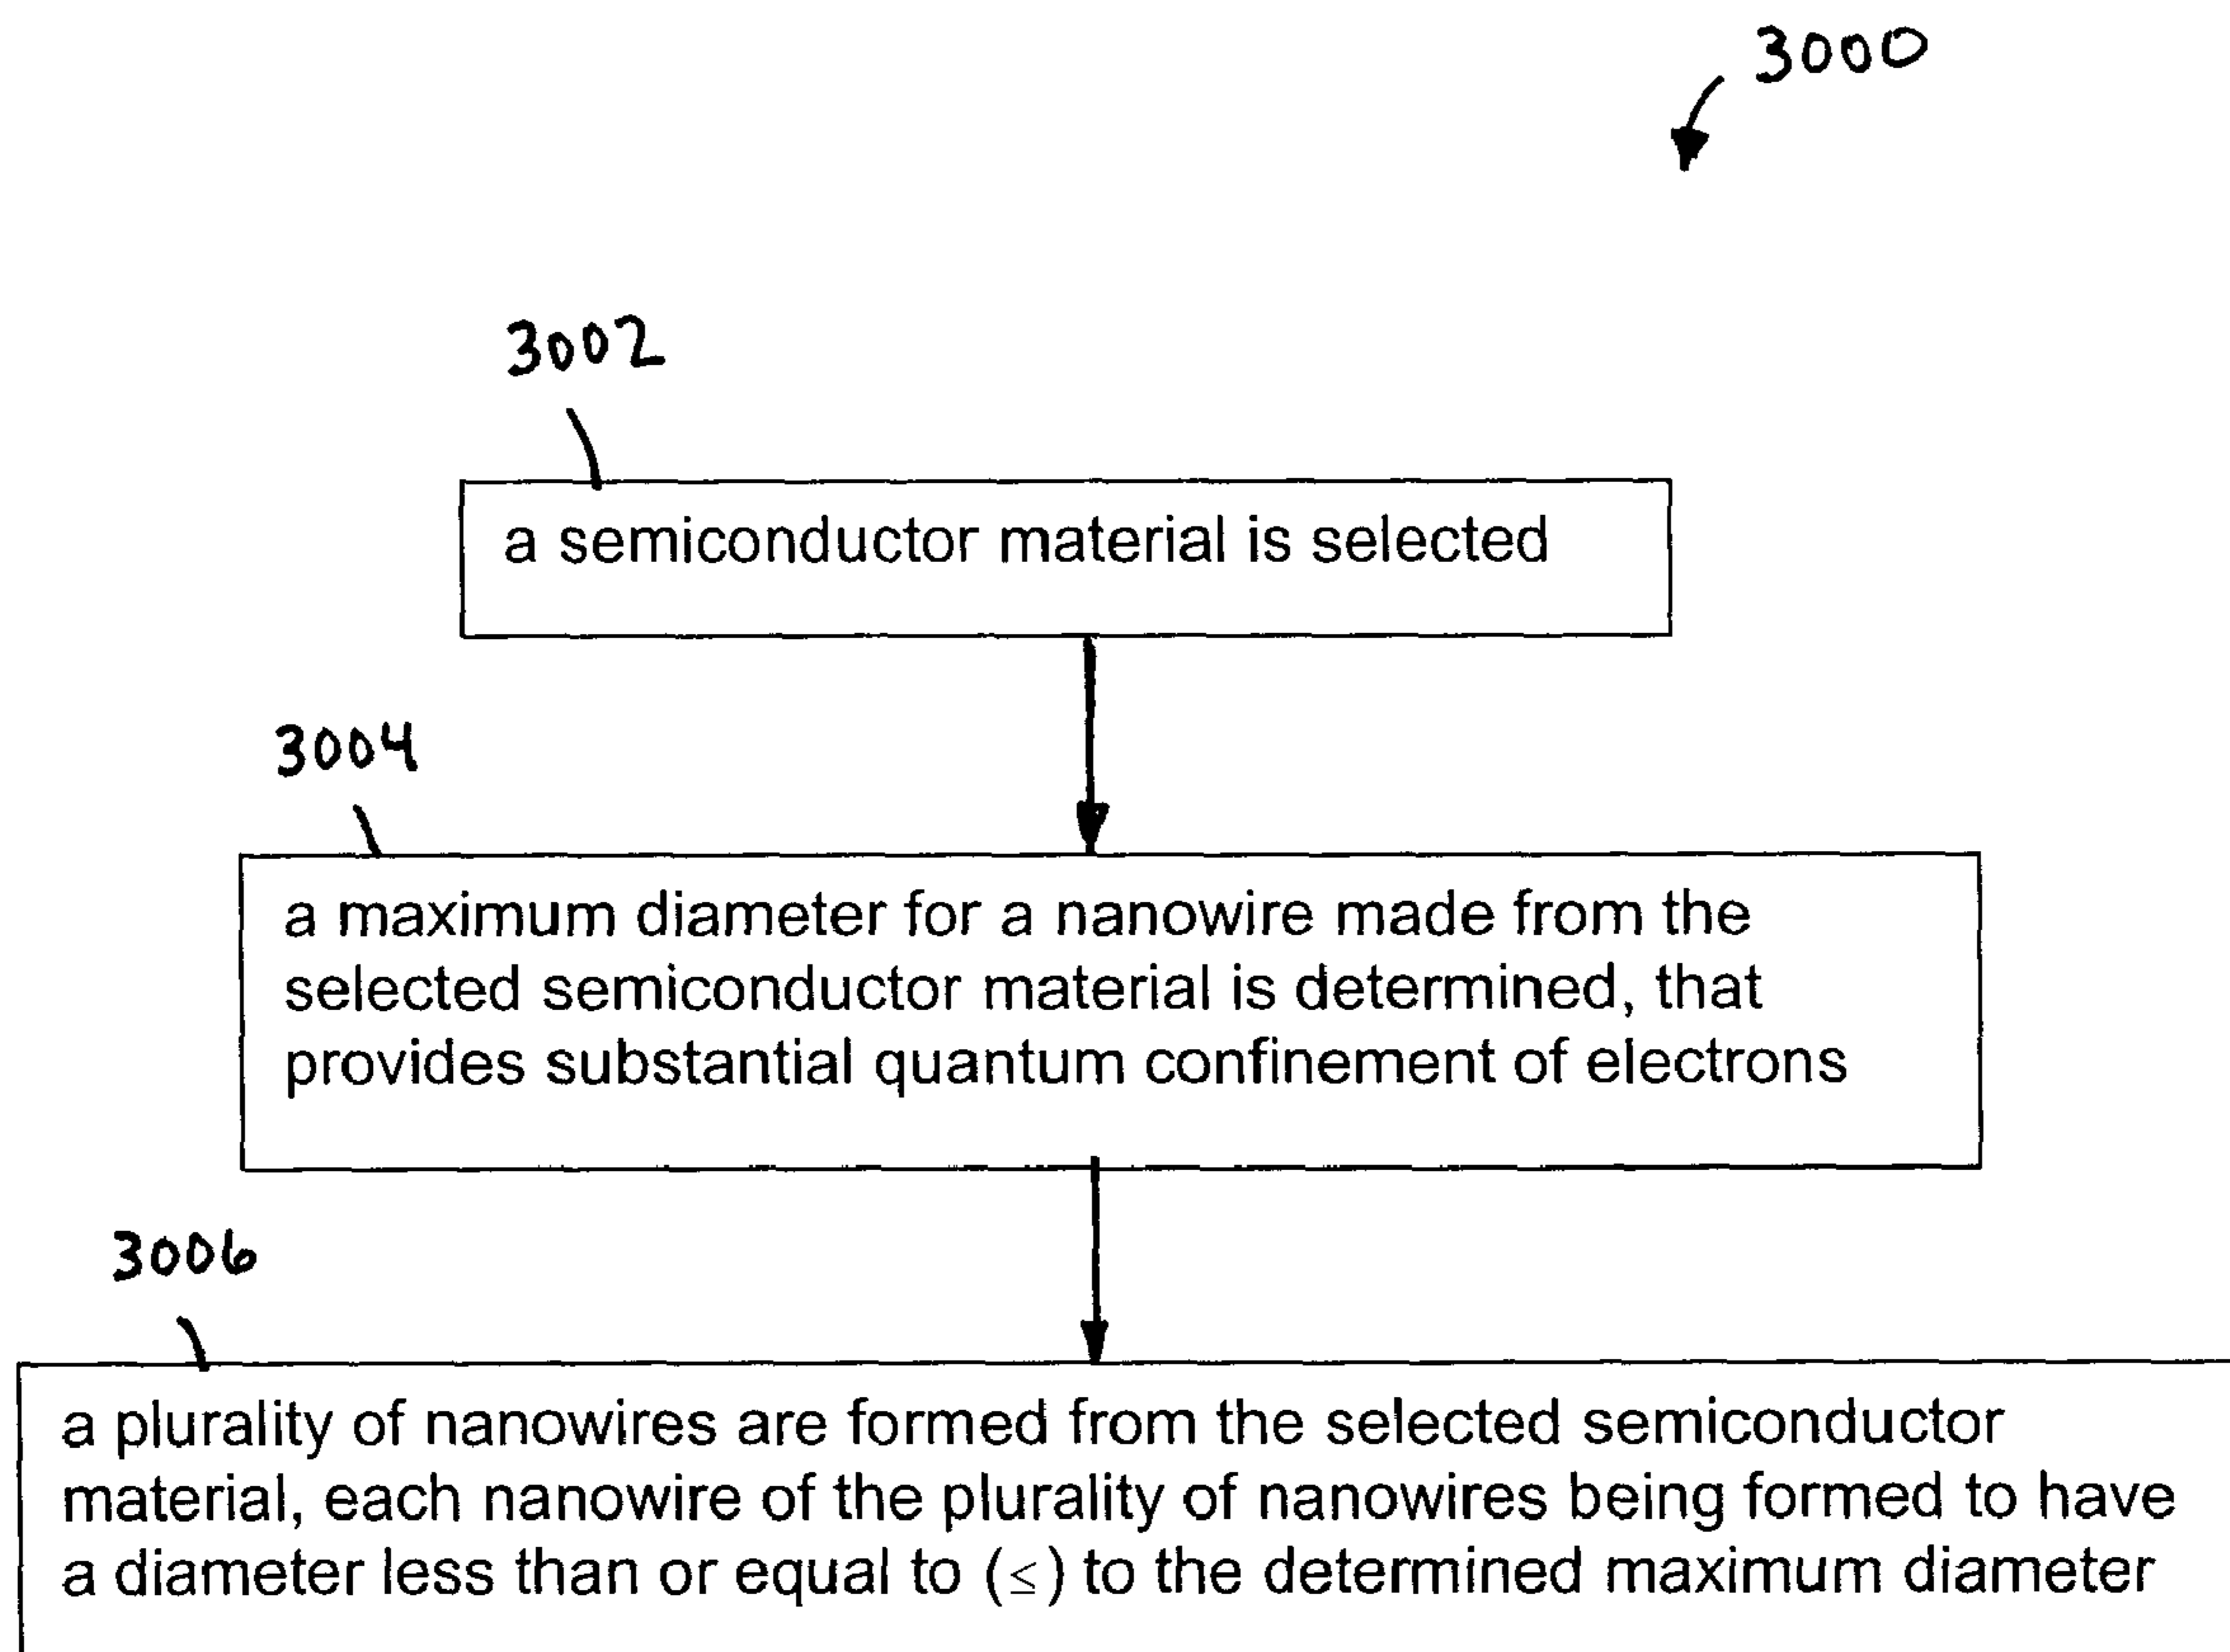 3000
3002
a semiconductor material is selected
3004
a maximum diameter for a nanowire made from the
selected semiconductor material is determined, that
provides substantial quantum confinement of electrons
3006
a plurality of nanowires are formed from the selected semiconductor
material, each nanowire of the plurality of nanowires being formed to have
a diameter less than or equal to (≤) to the determined maximum diameter